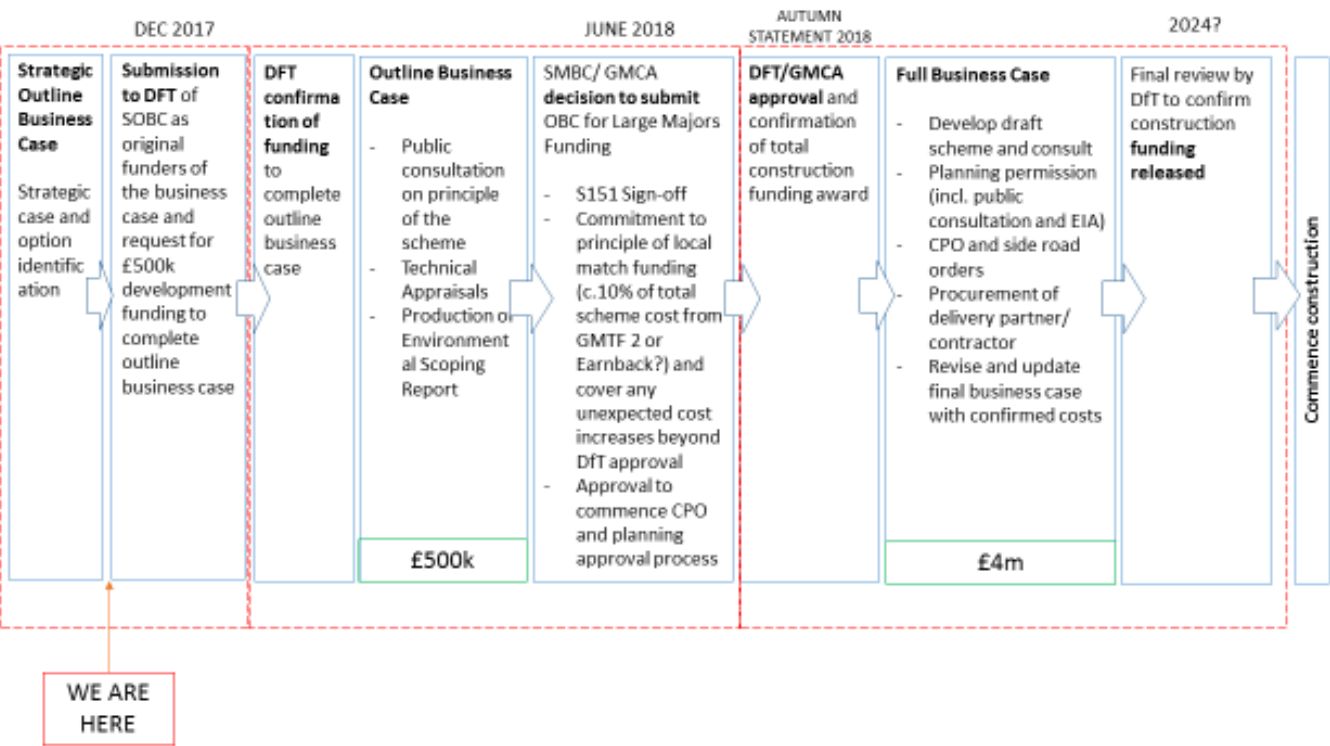 DEC 2017
JUNE 2018
AUTUMN
STATEMENT 2018
2024?
Strategic
Outline
Business
Case
Strategic
case and
option
identific
ation
Submission
to DFT of
SOBC as
original
funders of
the business
case and
request for
£500k
development
funding to
complete
outline
business case
DFT
confirma
tion of
funding
to
complete
outline
business
case
Outline Business
Case
- Public
consultation
on principle
of the
scheme
- Technical
Appraisals
- Production of
Environment
al Scoping
Report
£500k
SMBC/ GMCA
decision to submit
OBC for Large Majors
Funding
- S151 Sign-off
- Commitment to
principle of local
match funding
(c.10% of total
scheme cost from
GMTF 2 or
Earnback?) and
cover any
unexpected cost
increases beyond
DfT approval
- Approval to
commence CPO
and planning
approval process
DFT/GMCA
approval and
confirmation
of total
construction
funding award
Full Business Case
- Develop draft
scheme and consult
- Planning permission
(incl. public
consultation and EIA)
- CPO and side road
orders
- Procurement of
delivery partner/
contractor
- Revise and update
final business case
with confirmed costs
£4m
Final review by
DfT to confirm
construction
funding
released
Commence construction
WE ARE
HERE